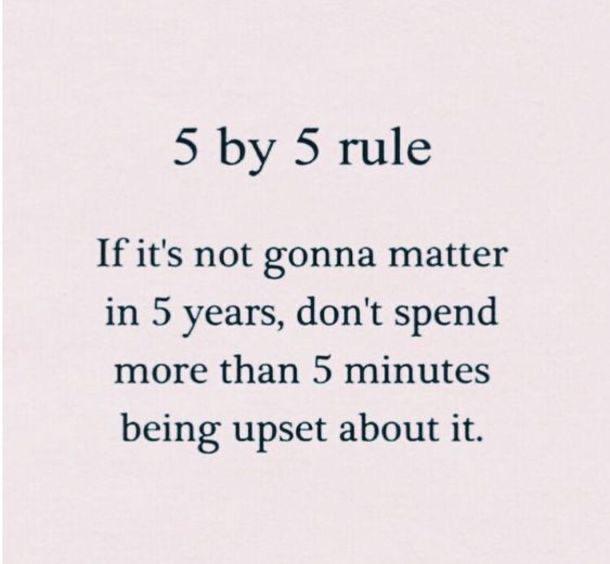 5 by 5 rule
If it's not gonna matter
in 5 years, don't spend
more than 5 minutes
being upset about it.